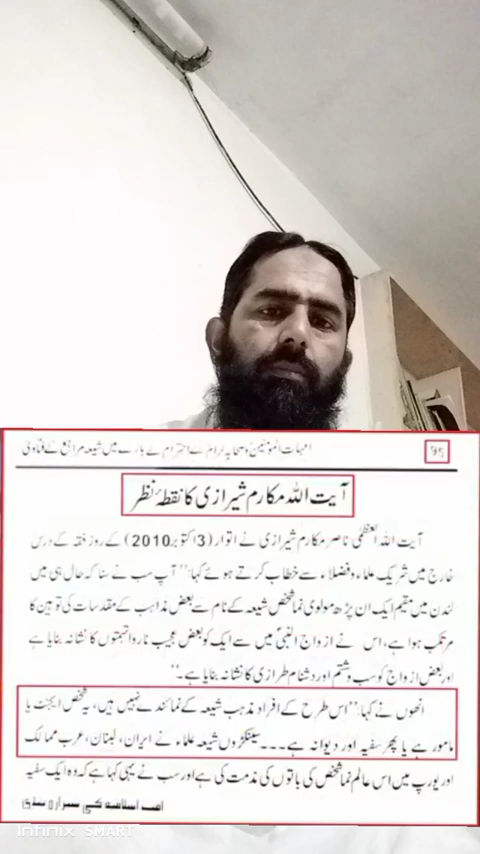 امہات المؤمنین و صحابہ کرام کے احترام کے بارے میں شیعہ مراجع کے فتاوی
95
آیت اللہ مکارم شیرازی کا نقطۂ نظر
آیت اللہ العظمیٰ ناصر مکارم شیرازی نے اتوار (3 اکتوبر 2010) کے روز فقہ کے درس
خارج میں شریک علماء و فضلاء سے خطاب کرتے ہوئے کہا:"آپ سب نے سنا کہ حال ہی میں
لندن میں مقیم ایک ان پڑھ مولوی نما شخص شیعہ کے نام سے بعض مذاہب کے مقدسات کی توہین کا
مرتکب ہوا ہے، اس نے ازواج النبیؐ میں سے ایک کو بعض عجیب ناروا تہمتوں کا نشانہ بنایا ہے
اور بعض ازواج کو سب و شتم اور دشنام طرازی کا نشانہ بنایا ہے۔"
انھوں نے کہا:"اس طرح کے افراد مذہب شیعہ کے نمائندے نہیں ہیں، یہ شخص ایجنٹ یا
مامور ہے یا پھر سفیہ اور دیوانہ ہے۔۔۔ سینکڑوں شیعہ علماء نے ایران، لبنان، عرب ممالک
اور یورپ میں اس عالم نما شخص کی باتوں کی مذمت کی ہے اور سب نے یہی کہا ہے کہ وہ ایک سفیہ
Infinix SMART